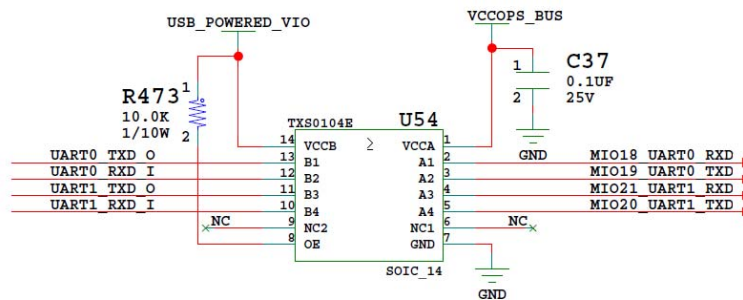 USB_POWERED_VIO
VCCOPS_BUS
1 R473 10.0K 1/10W 2
1 C37 0.1UF 25V 2
GND
TXS0104E U54
14 VCCB VCCA 1
UART0_TXD_O 13 B1 A1 2 MIO18_UART0_RXD
UART0_RXD_I 12 B2 A2 3 MIO19_UART0_TXD
UART1_TXD_O 11 B3 A3 4 MIO21_UART1_RXD
UART1_RXD_I 10 B4 A4 5 MIO20_UART1_TXD
NC 9 NC2 NC1 6 NC
8 OE GND 7
SOIC_14
GND